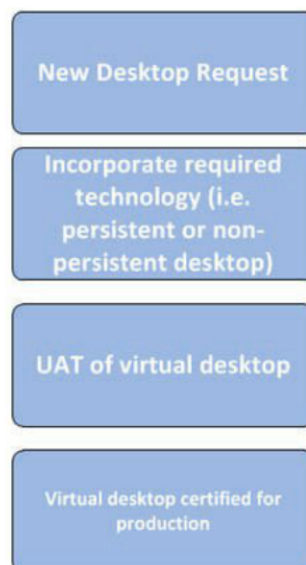 New Desktop Request
Incorporate required
technology (i.e.
persistent or non-
persistent desktop)
UAT of virtual desktop
Virtual desktop certified for
production